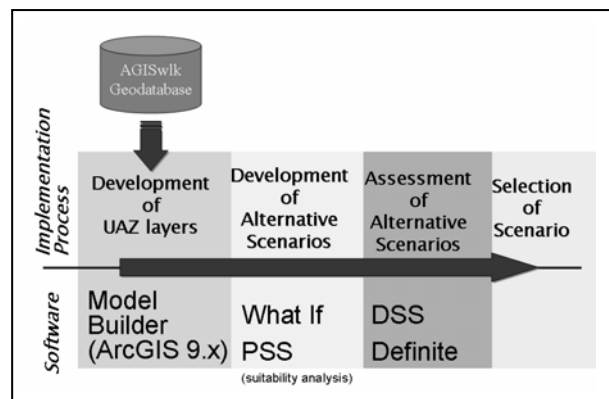 AGISwlk
Geodatabase
Implementation
Process
Development
of
UAZ layers
Development
of
Alternative
Scenarios
Assessment
of
Alternative
Scenarios
Selection
of
Scenario
Software
Model
Builder
(ArcGIS 9.x)
What If
PSS
(suitability analysis)
DSS
Definite